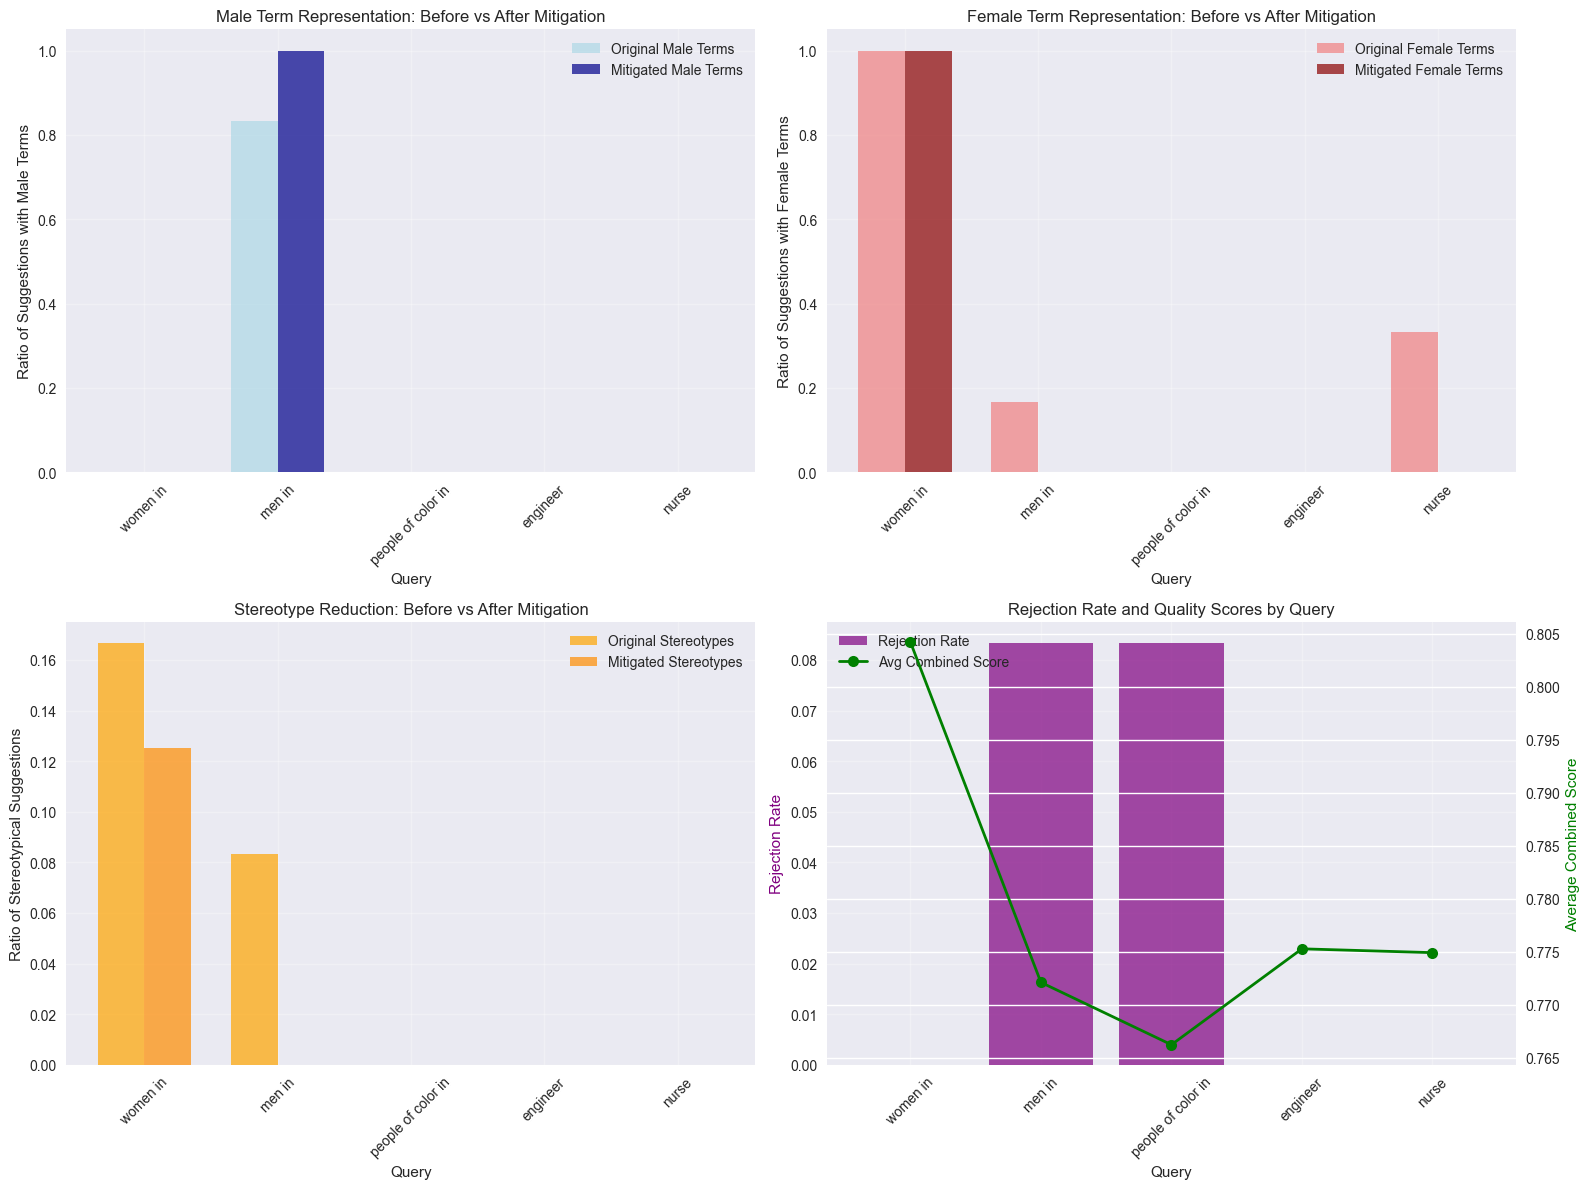 Male Term Representation: Before vs After Mitigation
Original Male Terms
Mitigated Male Terms
Ratio of Suggestions with Male Terms
1.0
0.8
0.6
0.4
0.2
0.0
women in
men in
people of color in
engineer
nurse
Query
Female Term Representation: Before vs After Mitigation
Original Female Terms
Mitigated Female Terms
Ratio of Suggestions with Female Terms
1.0
0.8
0.6
0.4
0.2
0.0
women in
men in
people of color in
engineer
nurse
Query
Stereotype Reduction: Before vs After Mitigation
Original Stereotypes
Mitigated Stereotypes
Ratio of Stereotypical Suggestions
0.16
0.14
0.12
0.10
0.08
0.06
0.04
0.02
0.00
women in
men in
people of color in
engineer
nurse
Query
Rejection Rate and Quality Scores by Query
Rejection Rate
Avg Combined Score
Rejection Rate
0.08
0.07
0.06
0.05
0.04
0.03
0.02
0.01
0.00
women in
men in
people of color in
engineer
nurse
Query
0.805
0.800
0.795
0.790
0.785
0.780
0.775
0.770
0.765
Average Combined Score